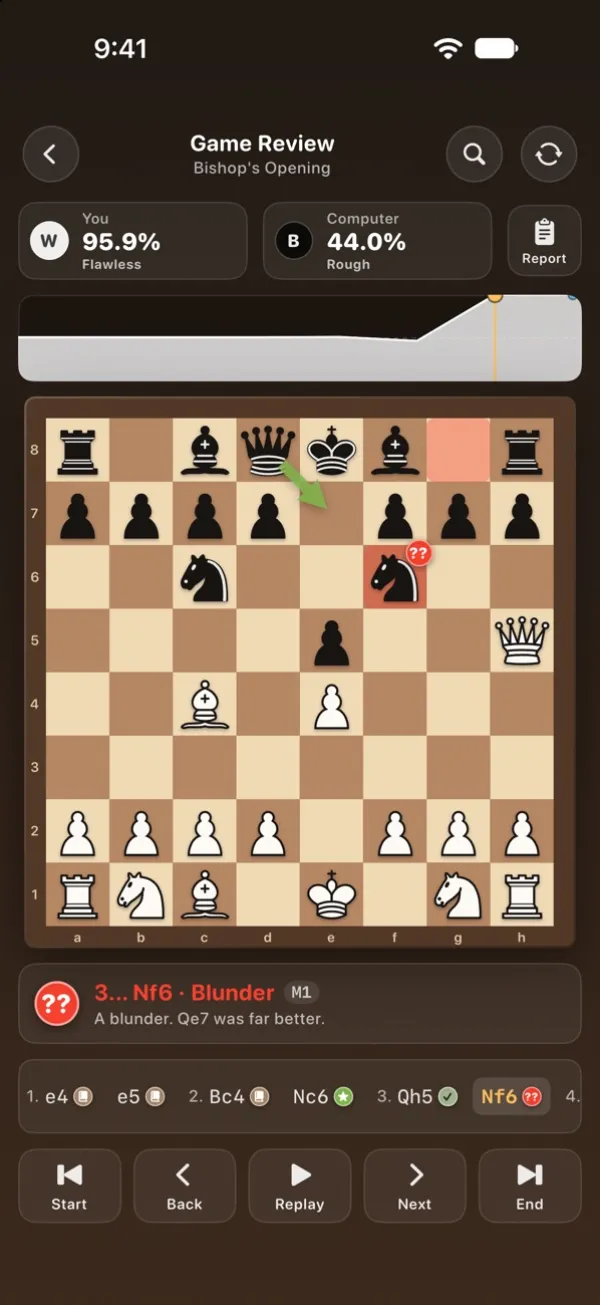 9:41
Game Review
Bishop's Opening
W
You
95.9%
Flawless
B
Computer
44.0%
Rough
Report
8
7
6
??
5
4
3
2
1
a b c d e f g h
??
3... Nf6 · Blunder M1
A blunder. Qe7 was far better.
1. e4 e5 2. Bc4 Nc6 3. Qh5 Nf6 ?? 4.
Start Back Replay Next End